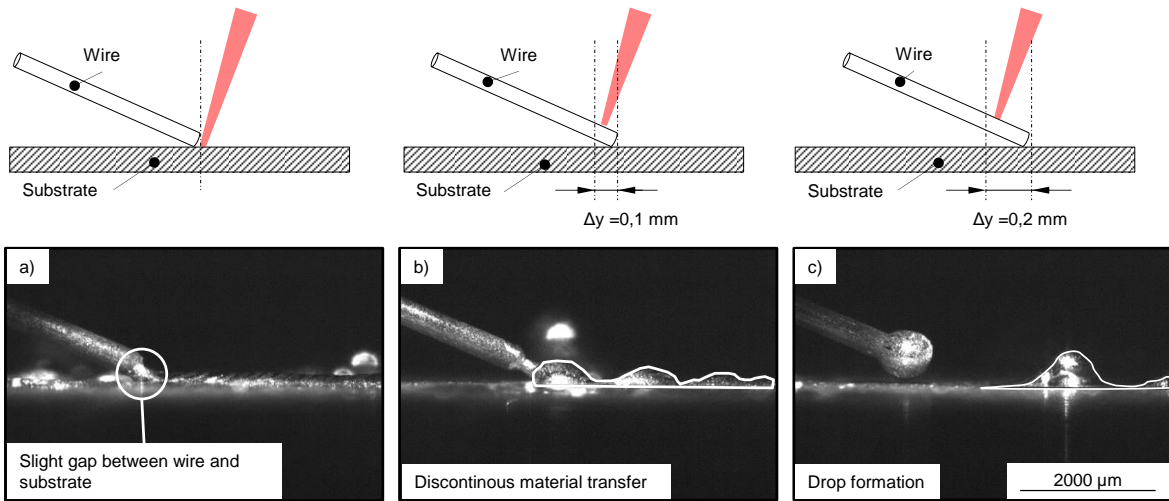 Wire
Substrate
Wire
Substrate
Δy =0,1 mm
Wire
Substrate
Δy =0,2 mm
a)
Slight gap between wire and
substrate
b)
Discontinous material transfer
c)
Drop formation
2000 µm